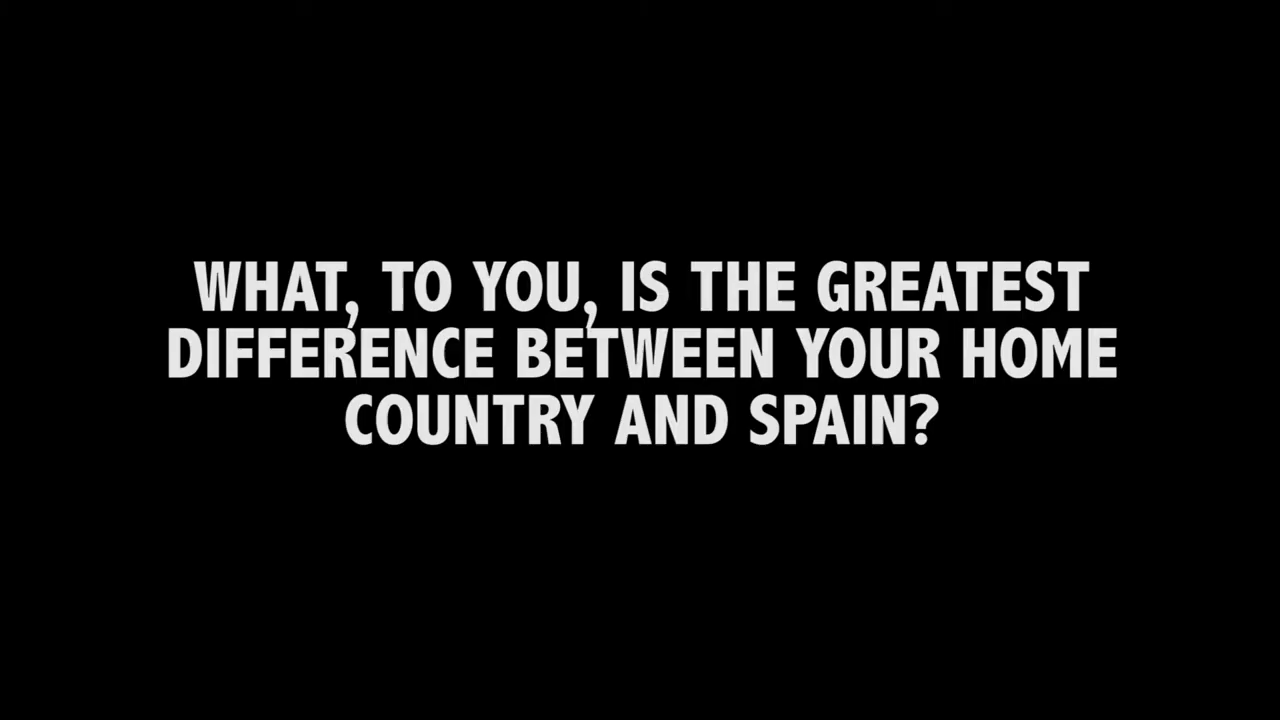 WHAT, TO YOU, IS THE GREATEST
DIFFERENCE BETWEEN YOUR HOME
COUNTRY AND SPAIN?